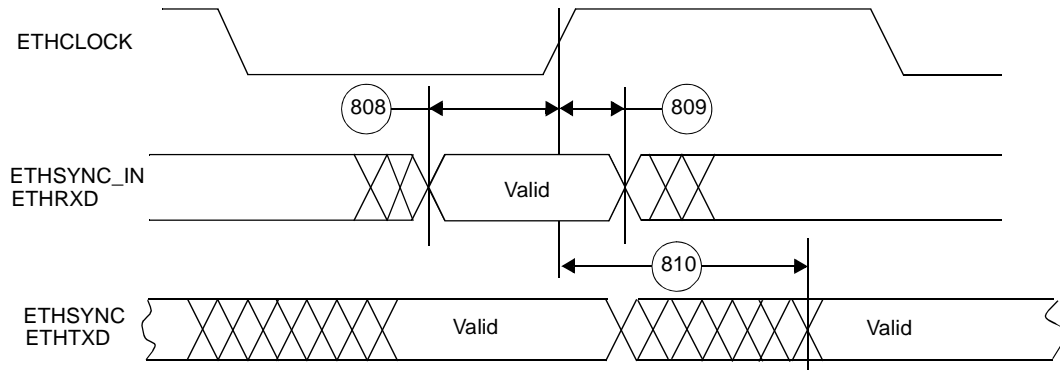 ETHCLOCK
808
809
ETHSYNC_IN
ETHRXD
Valid
810
ETHSYNC
ETHTXD
Valid
Valid